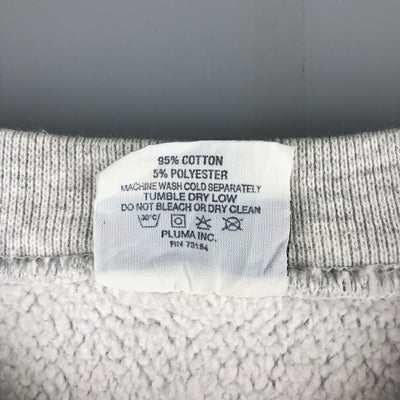 95% COTTON
5% POLYESTER
MACHINE WASH COLD SEPARATELY
TUMBLE DRY LOW
DO NOT BLEACH OR DRY CLEAN
30°C
PLUMA INC.
RN 73184